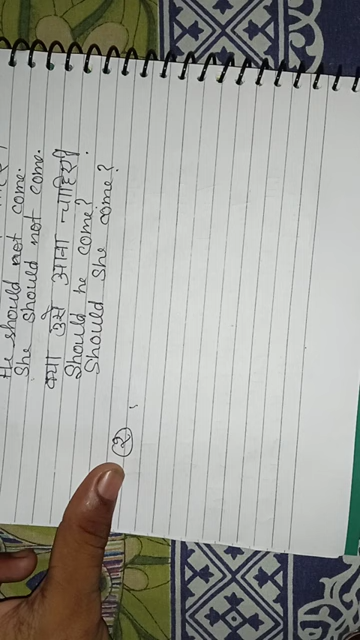 He should not come.
She should not come.
क्या उसे आना चाहिए?
Should he come?
Should she come?
(2)